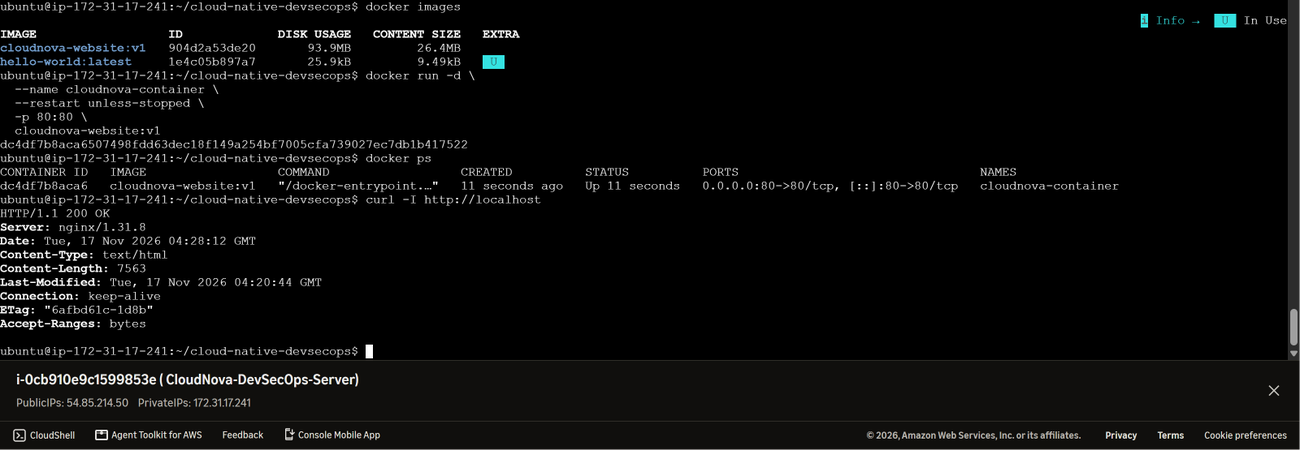 ubuntu@ip-172-31-17-241:~/cloud-native-devsecops$ docker images
i Info → U In Use
IMAGE ID DISK USAGE CONTENT SIZE EXTRA
cloudnova-website:v1 904d2a53de20 93.9MB 26.4MB
hello-world:latest 1e4c05b897a7 25.9kB 9.49kB U
ubuntu@ip-172-31-17-241:~/cloud-native-devsecops$ docker run -d \
--name cloudnova-container \
--restart unless-stopped \
-p 80:80 \
cloudnova-website:v1
dc4df7b8aca6507498fdd63dec18f149a254bf7005cfa739027ec7db1b417522
ubuntu@ip-172-31-17-241:~/cloud-native-devsecops$ docker ps
CONTAINER ID IMAGE COMMAND CREATED STATUS PORTS NAMES
dc4df7b8aca6 cloudnova-website:v1 "/docker-entrypoint.…" 11 seconds ago Up 11 seconds 0.0.0.0:80->80/tcp, [::]:80->80/tcp cloudnova-container
ubuntu@ip-172-31-17-241:~/cloud-native-devsecops$ curl -I http://localhost
HTTP/1.1 200 OK
Server: nginx/1.31.8
Date: Tue, 17 Nov 2026 04:28:12 GMT
Content-Type: text/html
Content-Length: 7563
Last-Modified: Tue, 17 Nov 2026 04:20:44 GMT
Connection: keep-alive
ETag: "6afbd61c-1d8b"
Accept-Ranges: bytes
ubuntu@ip-172-31-17-241:~/cloud-native-devsecops$
i-0cb910e9c1599853e (CloudNova-DevSecOps-Server)
PublicIPs: 54.85.214.50 PrivateIPs: 172.31.17.241
CloudShell Agent Toolkit for AWS Feedback Console Mobile App © 2026, Amazon Web Services, Inc. or its affiliates. Privacy Terms Cookie preferences